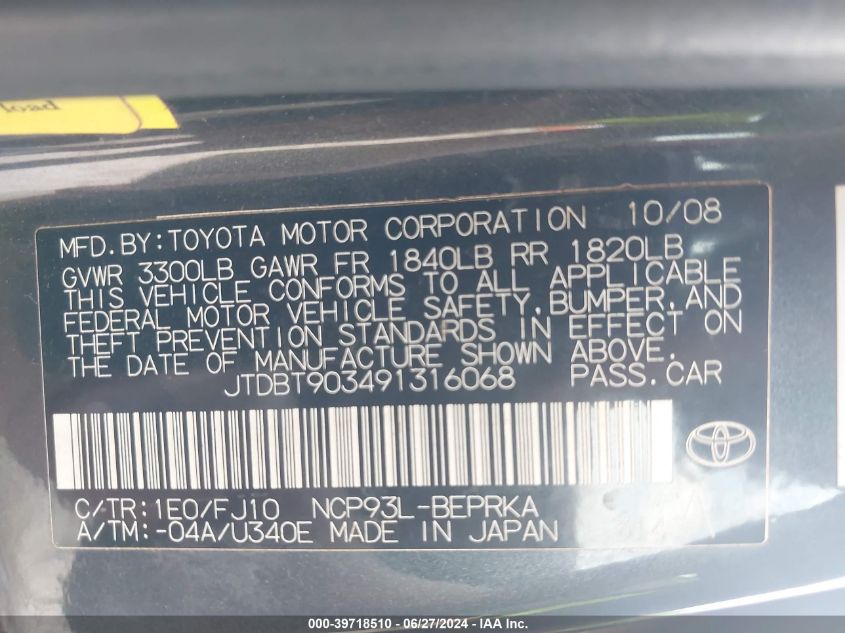 load
MFD.BY:TOYOTA MOTOR CORPORATION 10/08
GVWR 3300LB GAWR FR 1840LB RR 1820LB
THIS VEHICLE CONFORMS TO ALL APPLICABLE
FEDERAL MOTOR VEHICLE SAFETY,BUMPER,AND
THEFT PREVENTION STANDARDS IN EFFECT ON
THE DATE OF MANUFACTURE SHOWN ABOVE.
JTDBT903491316068 PASS.CAR
C/TR:1E0/FJ10 NCP93L-BEPRKA
A/TM:-04A/U340E MADE IN JAPAN
000-39718510 - 06/27/2024 - IAAI, Inc.